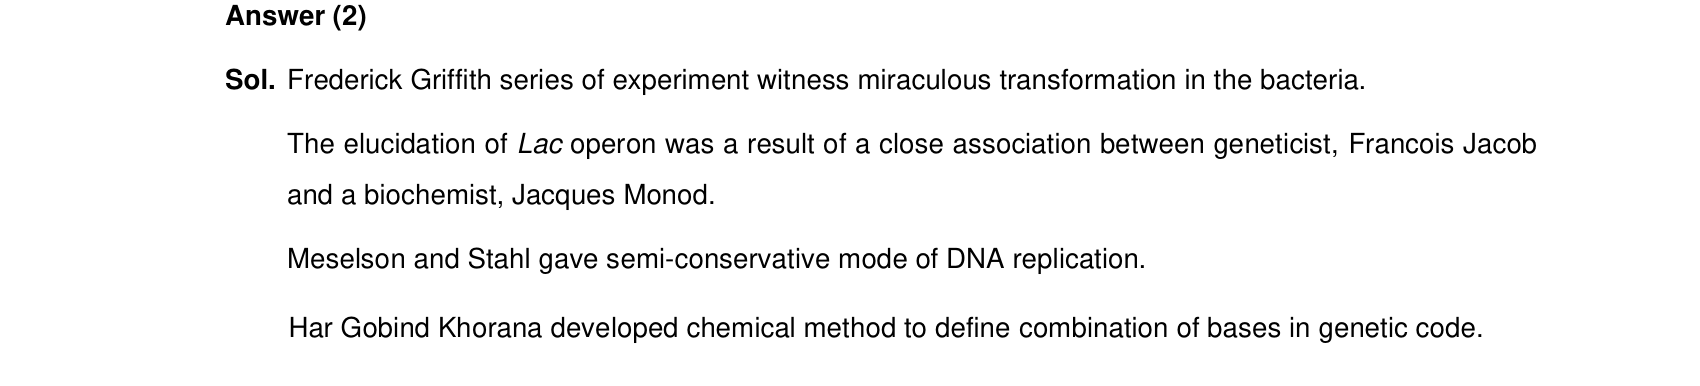 Answer (2)
Sol. Frederick Griffith series of experiment witness miraculous transformation in the bacteria.
The elucidation of Lac operon was a result of a close association between geneticist, Francois Jacob
and a biochemist, Jacques Monod.
Meselson and Stahl gave semi-conservative mode of DNA replication.
Har Gobind Khorana developed chemical method to define combination of bases in genetic code.